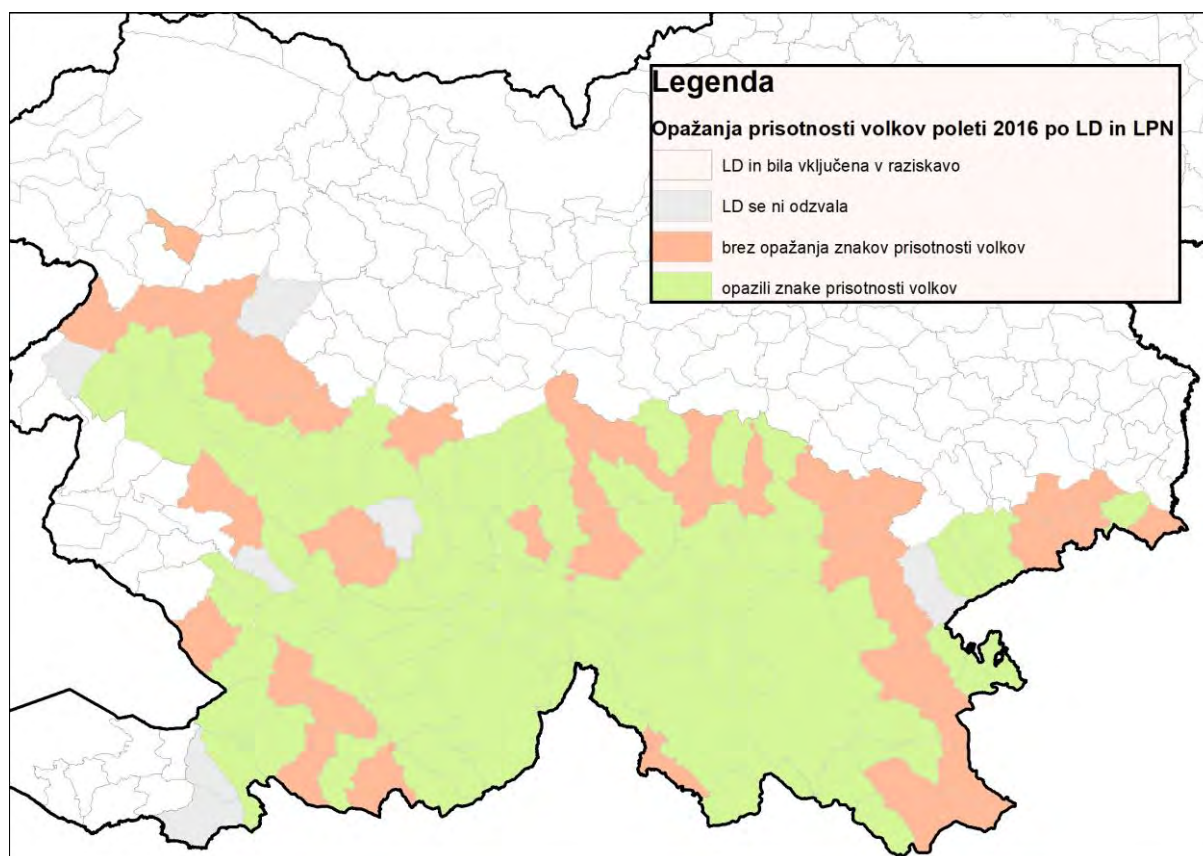 Legenda
Opažanja prisotnosti volkov poleti 2016 po LD in LPN
LD in bila vključena v raziskavo
LD se ni odzvala
brez opažanja znakov prisotnosti volkov
opazili znake prisotnosti volkov